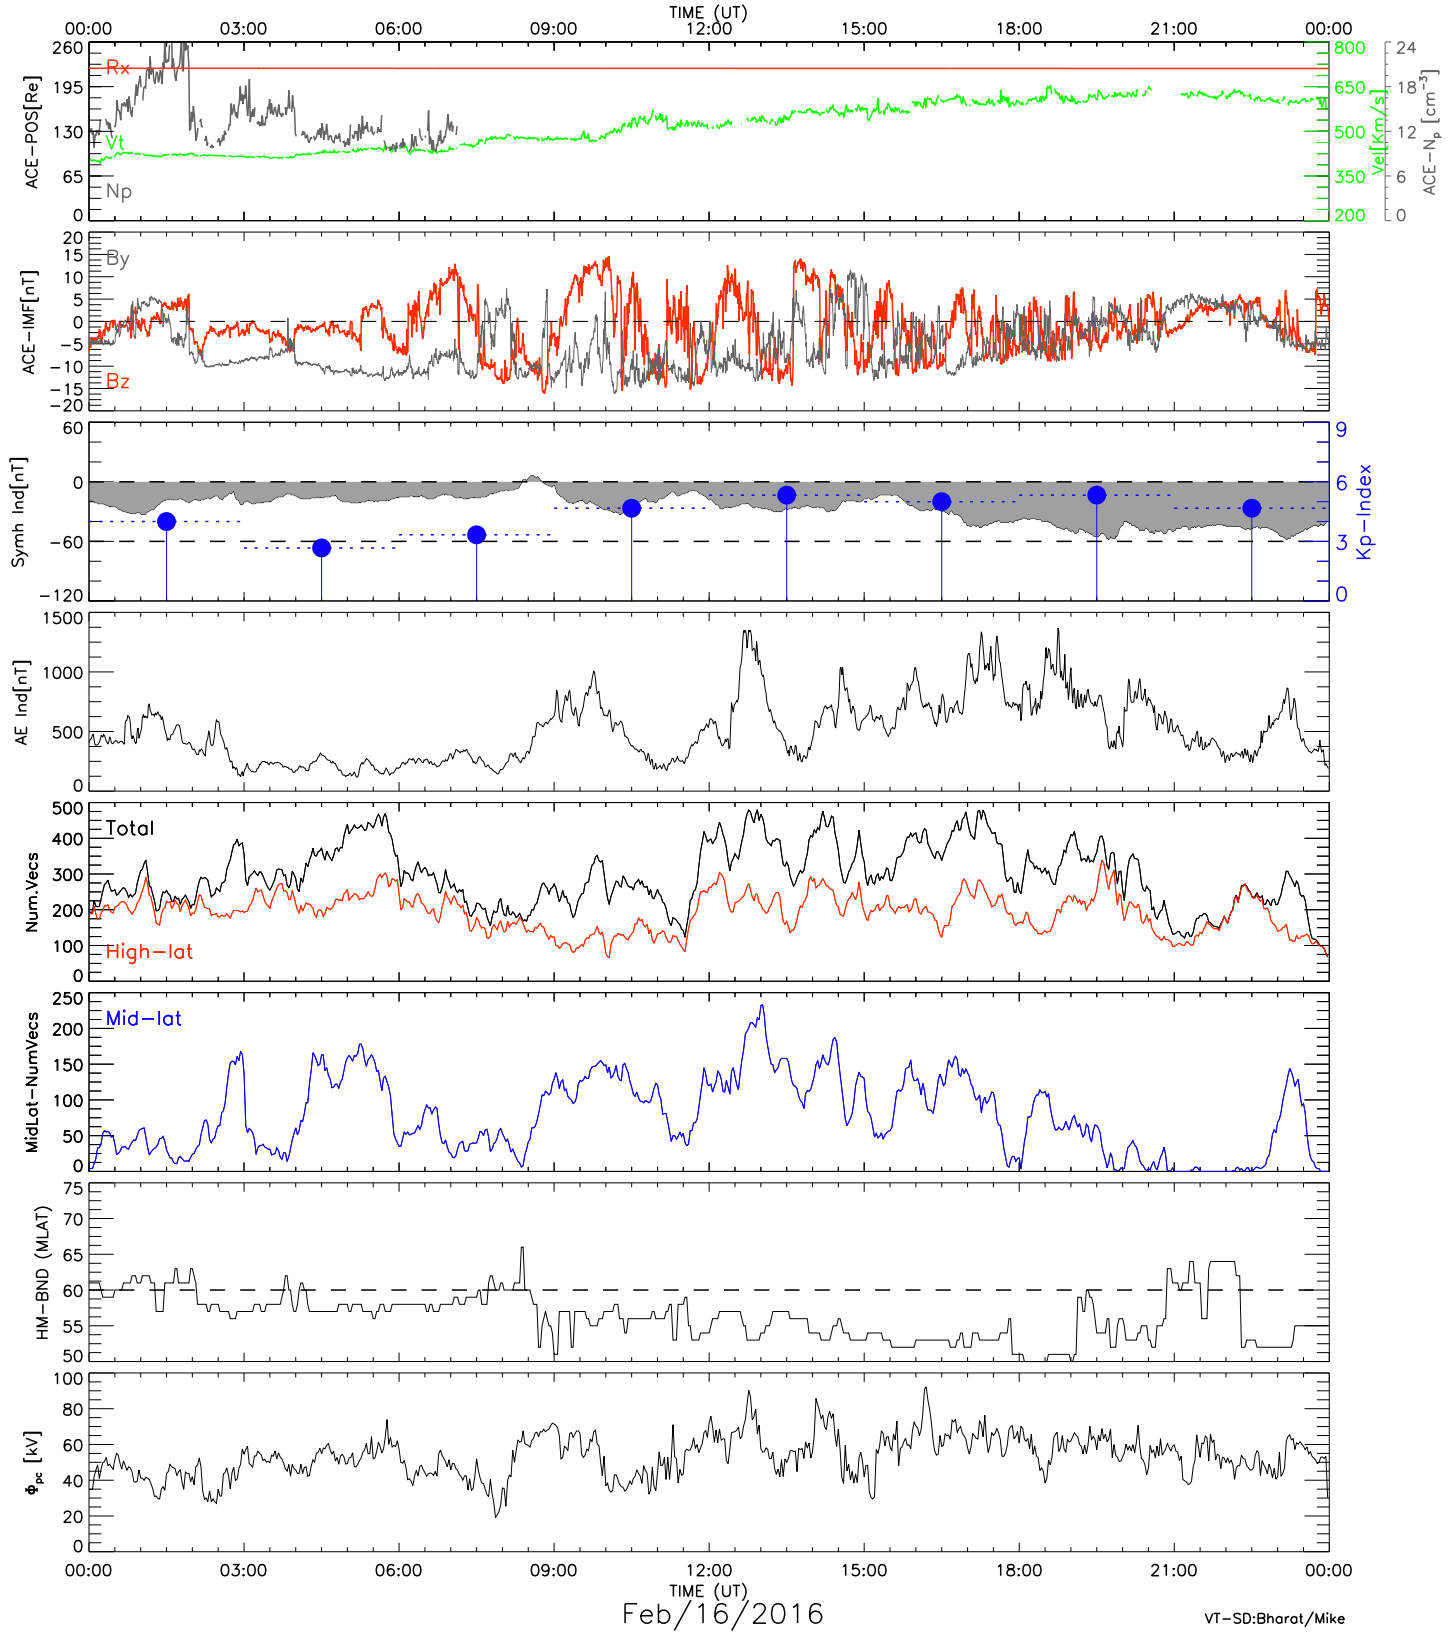 TIME (UT)
00:00 03:00 06:00 09:00 12:00 15:00 18:00 21:00 00:00
260
195
130
65
0
ACE-POS[Re]
Rx
Vt
Np
800
650
500
350
200
Vel[Km/s]
24
18
12
6
0
ACE-Np [cm-3]
20
15
10
5
0
-5
-10
-15
-20
ACE-IMF[nT]
By
Bz
60
0
-60
-120
Symh Ind[nT]
9
6
3
0
Kp-Index
1500
1000
500
0
AE Ind[nT]
500
400
300
200
100
0
Num.Vecs
Total
High-lat
250
200
150
100
50
0
MidLat-NumVecs
Mid-lat
75
70
65
60
55
50
HM-BND (MLAT)
100
80
60
40
20
0
Φpc [kV]
00:00 03:00 06:00 09:00 12:00 15:00 18:00 21:00 00:00
TIME (UT)
Feb/16/2016
VT-SD:Bharat/Mike